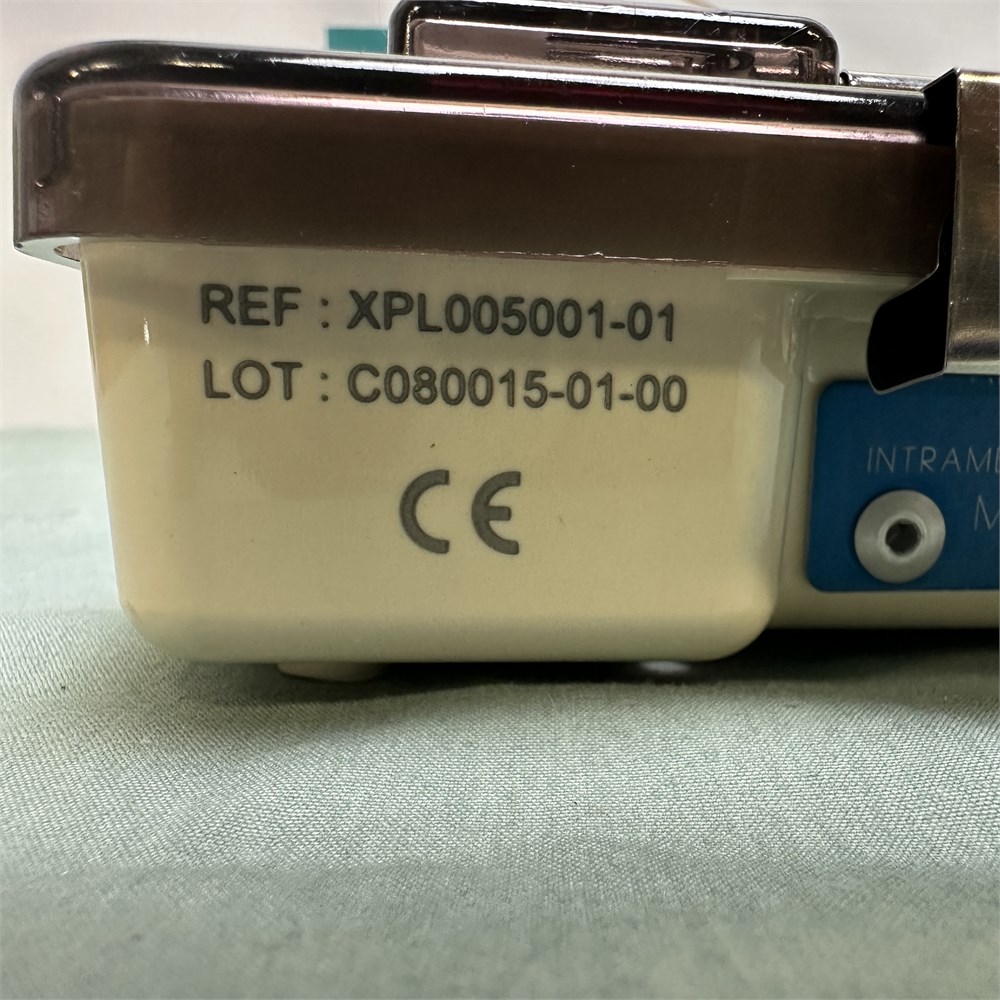 REF : XPL005001-01
LOT : C080015-01-00
CE